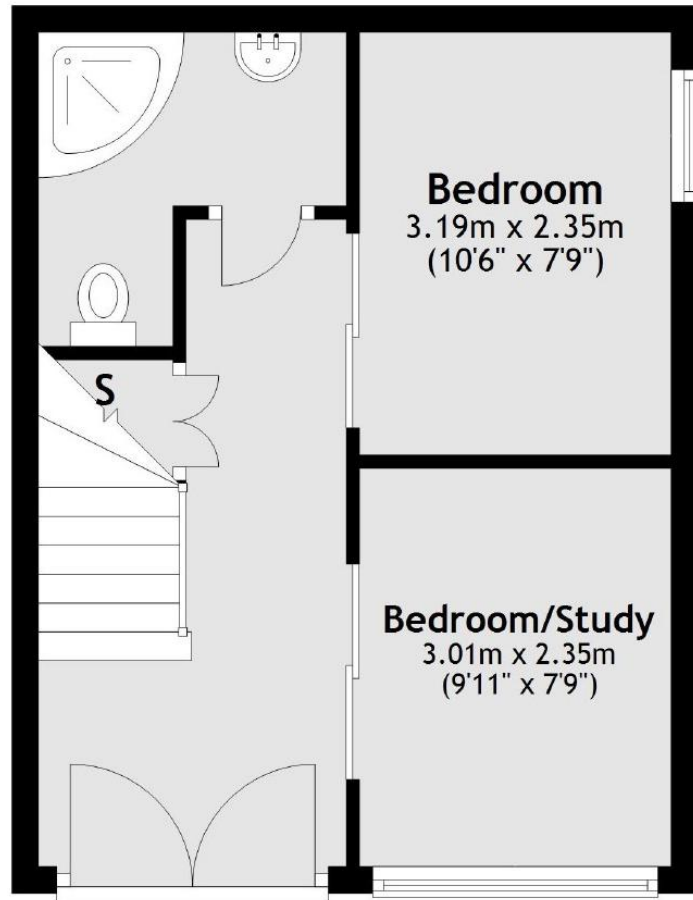 Bedroom
3.19m x 2.35m
(10'6" x 7'9")
S
Bedroom/Study
3.01m x 2.35m
(9'11" x 7'9")